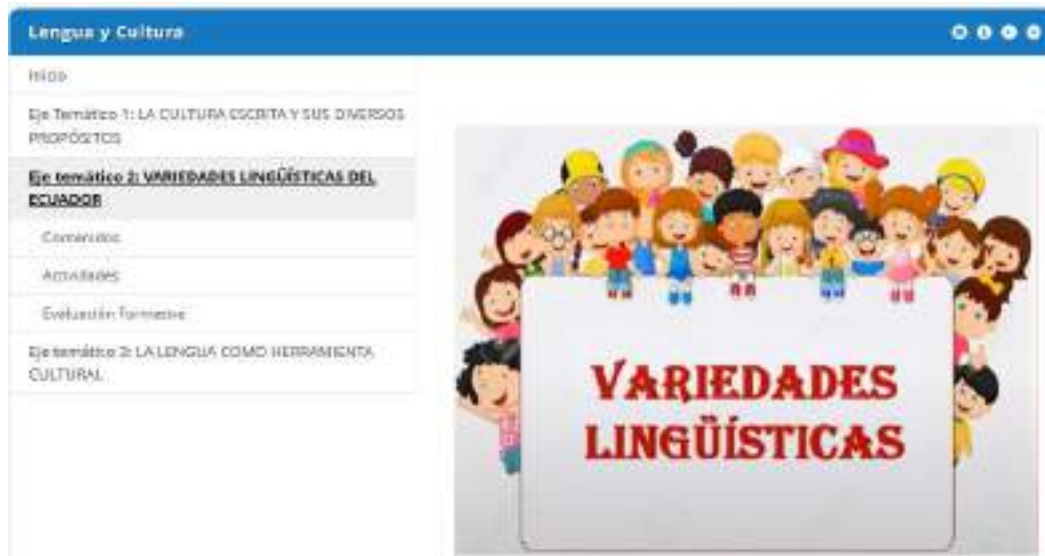 Lengua y Cultura
Inicio
Eje Temático 1: LA CULTURA ESCRITA Y SUS DIVERSOS
PROPÓSITOS
Eje temático 2: VARIEDADES LINGÜÍSTICAS DEL
ECUADOR
Contenidos
Actividades
Evaluación Formativa
Eje temático 3: LA LENGUA COMO HERRAMIENTA
CULTURAL
VARIEDADES
LINGÜÍSTICAS